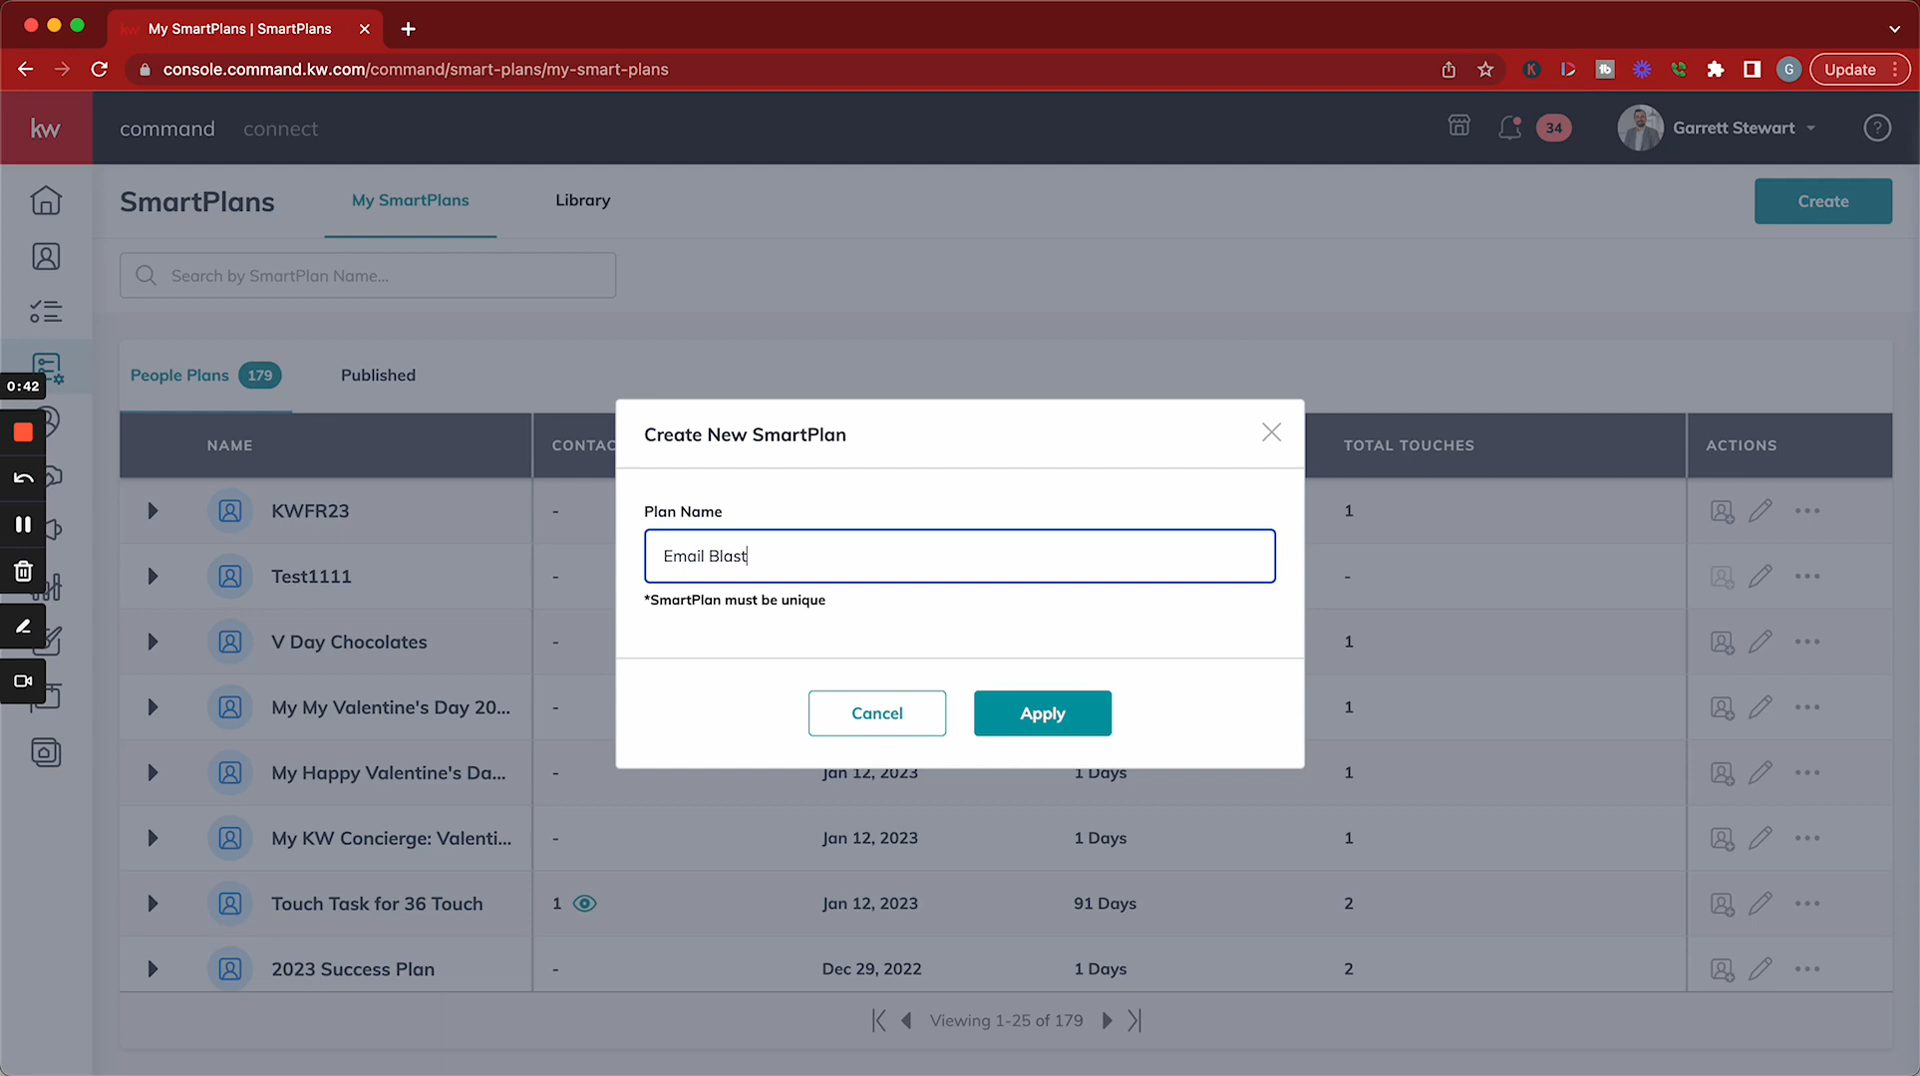 My SmartPlans | SmartPlans
console.command.kw.com/command/smart-plans/my-smart-plans
G
Update
kw
command
connect
34
Garrett Stewart
SmartPlans
My SmartPlans
Library
Create
Search by SmartPlan Name...
People Plans 179
Published
0:42
NAME
CONTAC
TOTAL TOUCHES
ACTIONS
Create New SmartPlan
Plan Name
Email Blast
*SmartPlan must be unique
Cancel
Apply
KWFR23 - 1
Test1111 - -
V Day Chocolates - 1
My My Valentine's Day 20... - 1
My Happy Valentine's Da... - Jan 12, 2023 1 Days 1
My KW Concierge: Valenti... - Jan 12, 2023 1 Days 1
Touch Task for 36 Touch 1 Jan 12, 2023 91 Days 2
2023 Success Plan - Dec 29, 2022 1 Days 2
Viewing 1-25 of 179